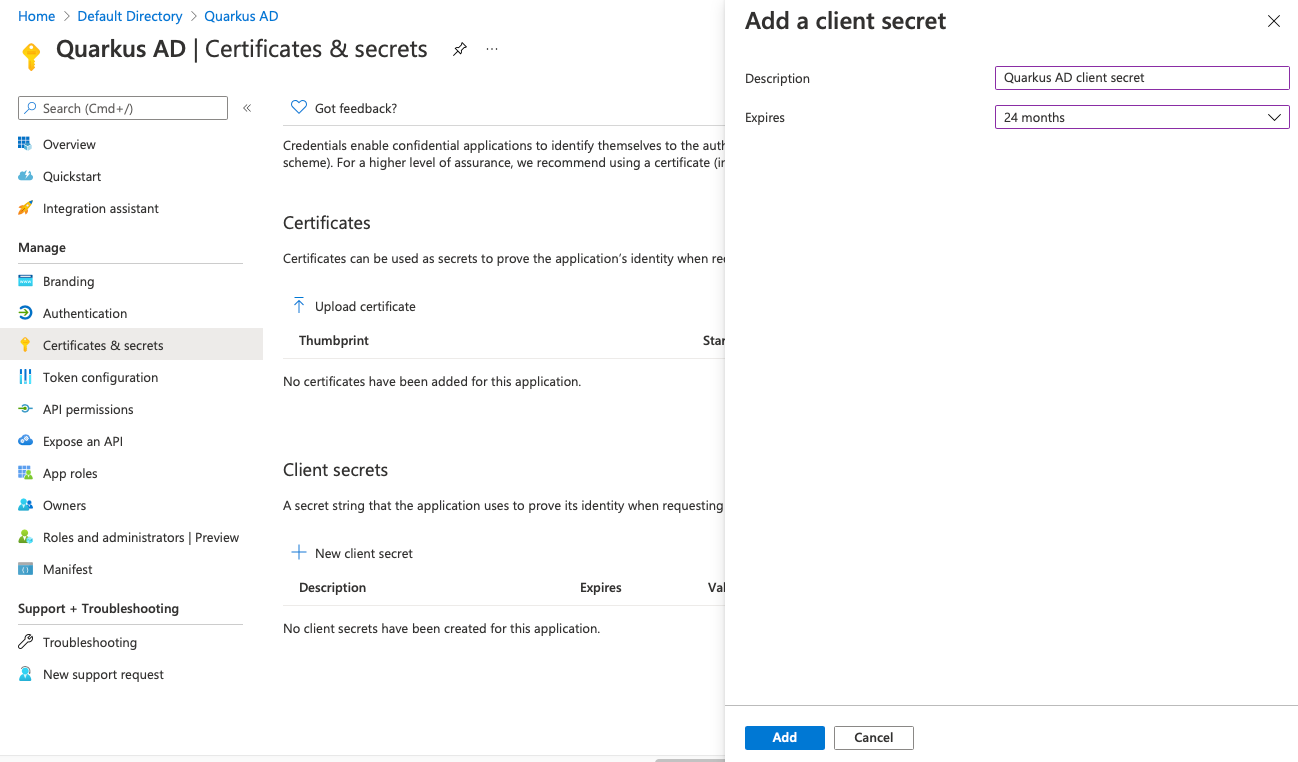 Home > Default Directory > Quarkus AD
Quarkus AD | Certificates & secrets
Search (Cmd+/)
Overview
Quickstart
Integration assistant
Manage
Branding
Authentication
Certificates & secrets
Token configuration
API permissions
Expose an API
App roles
Owners
Roles and administrators | Preview
Manifest
Support + Troubleshooting
Troubleshooting
New support request
Got feedback?
Credentials enable confidential applications to identify themselves to the
scheme). For a higher level of assurance, we recommend using a certificate
Certificates
Certificates can be used as secrets to prove the application's identity when
Upload certificate
Thumbprint
No certificates have been added for this application.
Client secrets
A secret string that the application uses to prove its identity when requesting
New client secret
Description Expires
No client secrets have been created for this application.
Add a client secret
Description Quarkus AD client secret
Expires 24 months
Add Cancel